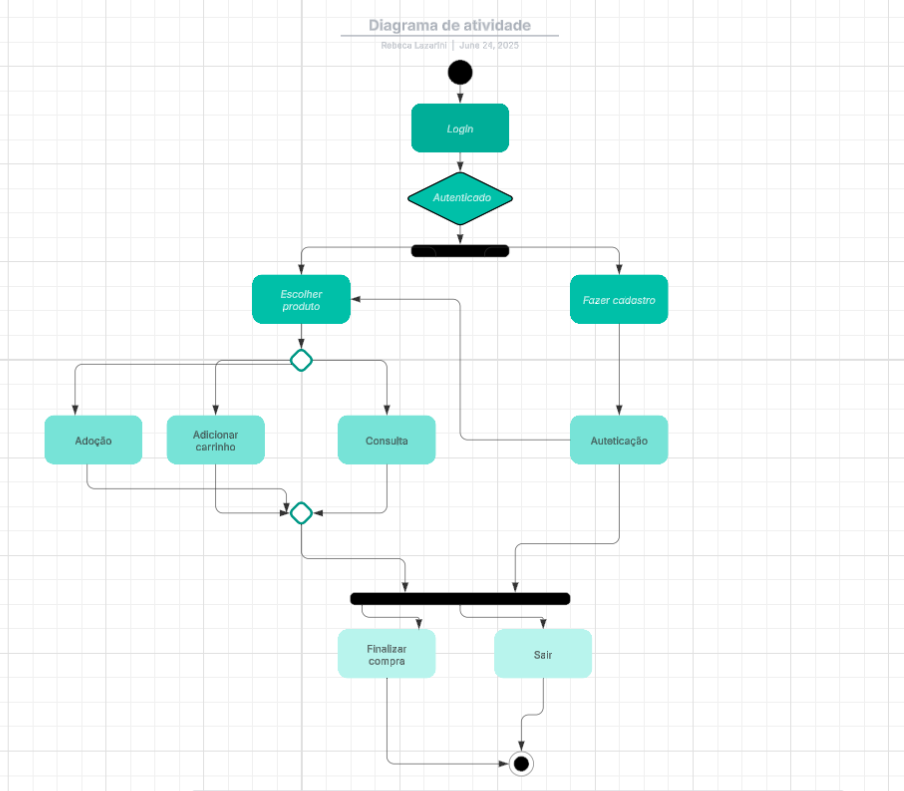 Diagrama de atividade
Rebeca Lazarini | June 24, 2025
Login
Autenticado
Escolher
produto
Fazer cadastro
Adoção
Adicionar
carrinho
Consulta
Auteticação
Finalizar
compra
Sair